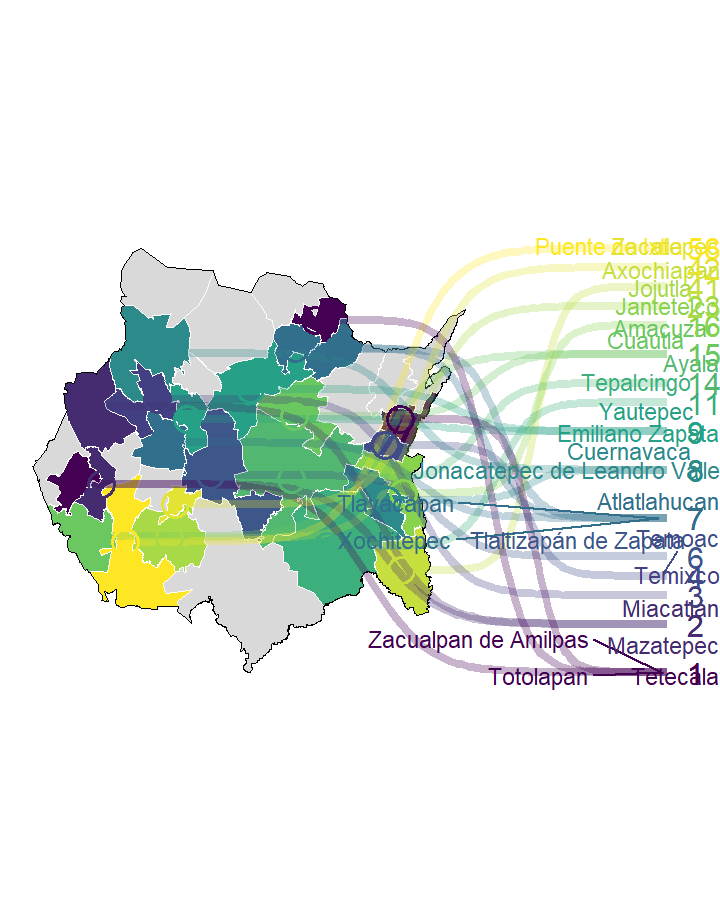 Puente de Ixtla
Zacatepec
Axochiapan
Jojutla 41
Jantetelco 23
Amacuzac
Cuautla
15
Ayala
Tepalcingo 14
11
Yautepec
Emiliano Zapata 9
Cuernavaca
Jonacatepec de Leandro Valle 8
Tlayacapan
Atlatlahucan
7
Xochitepec
Tlaltizapán de Zapata
Temoac
6
Temixco 4
3
Miacatlán
2
Zacualpan de Amilpas
Mazatepec
Totolapan
Tetecala
1